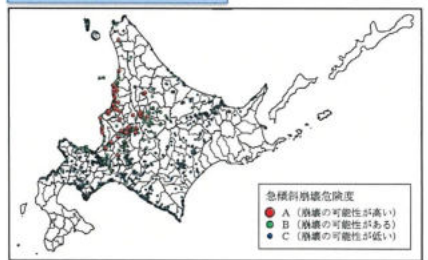 急傾斜崩壊危険度
A（崩壊の可能性が高い）
B（崩壊の可能性がある）
C（崩壊の可能性が低い）